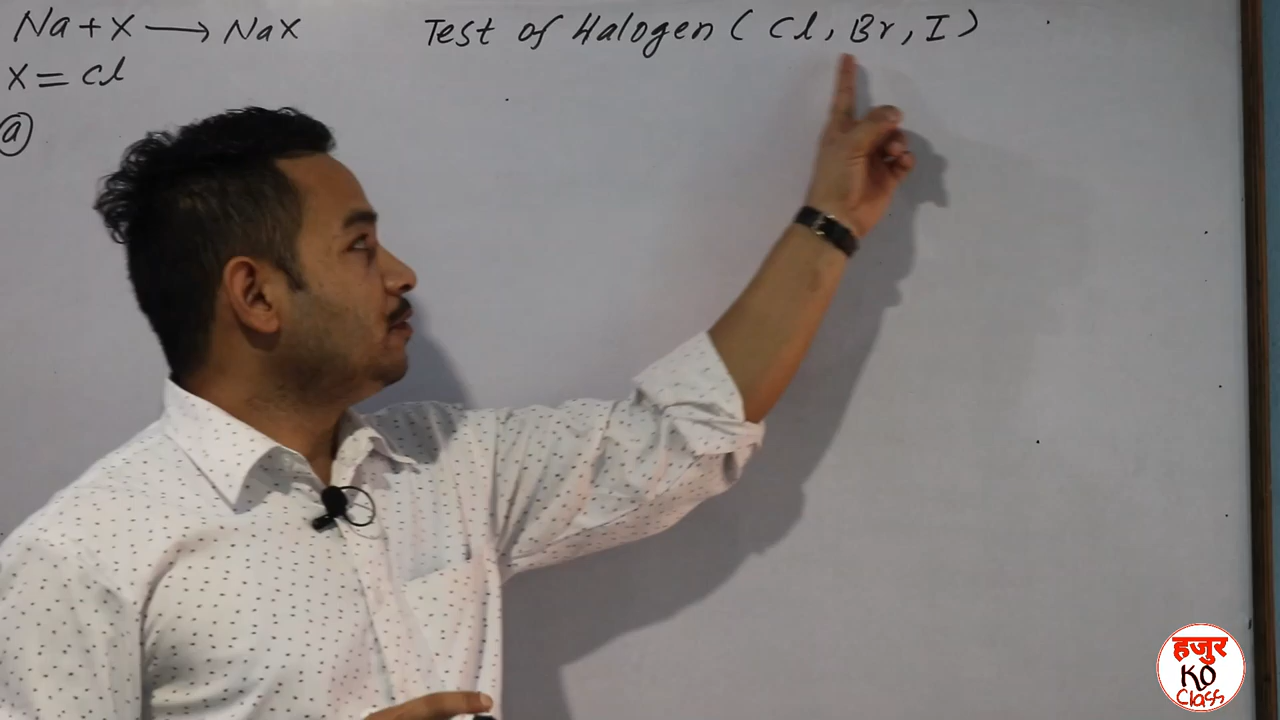 Na + X → NaX
Test of Halogen ( Cl, Br, I )
X = Cl
ⓐ
हजुर
KO
Class